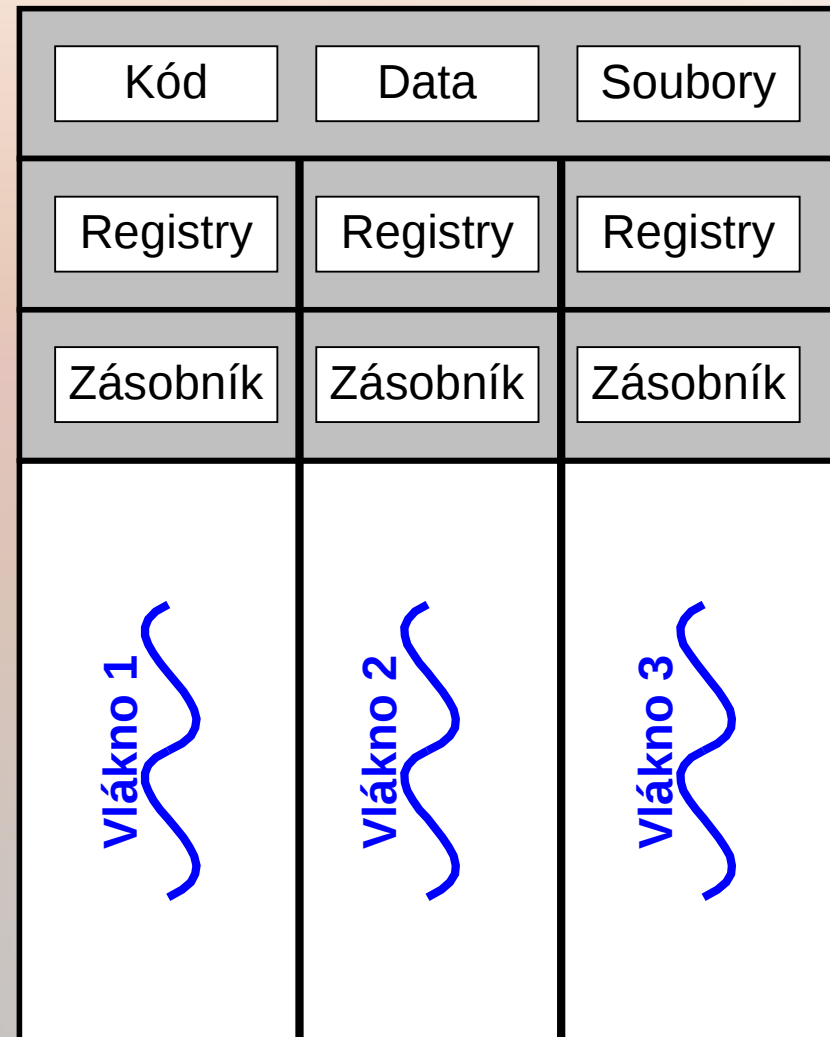 Kód Data Soubory
Registry Registry Registry
Zásobník Zásobník Zásobník
Vlákno 1
Vlákno 2
Vlákno 3